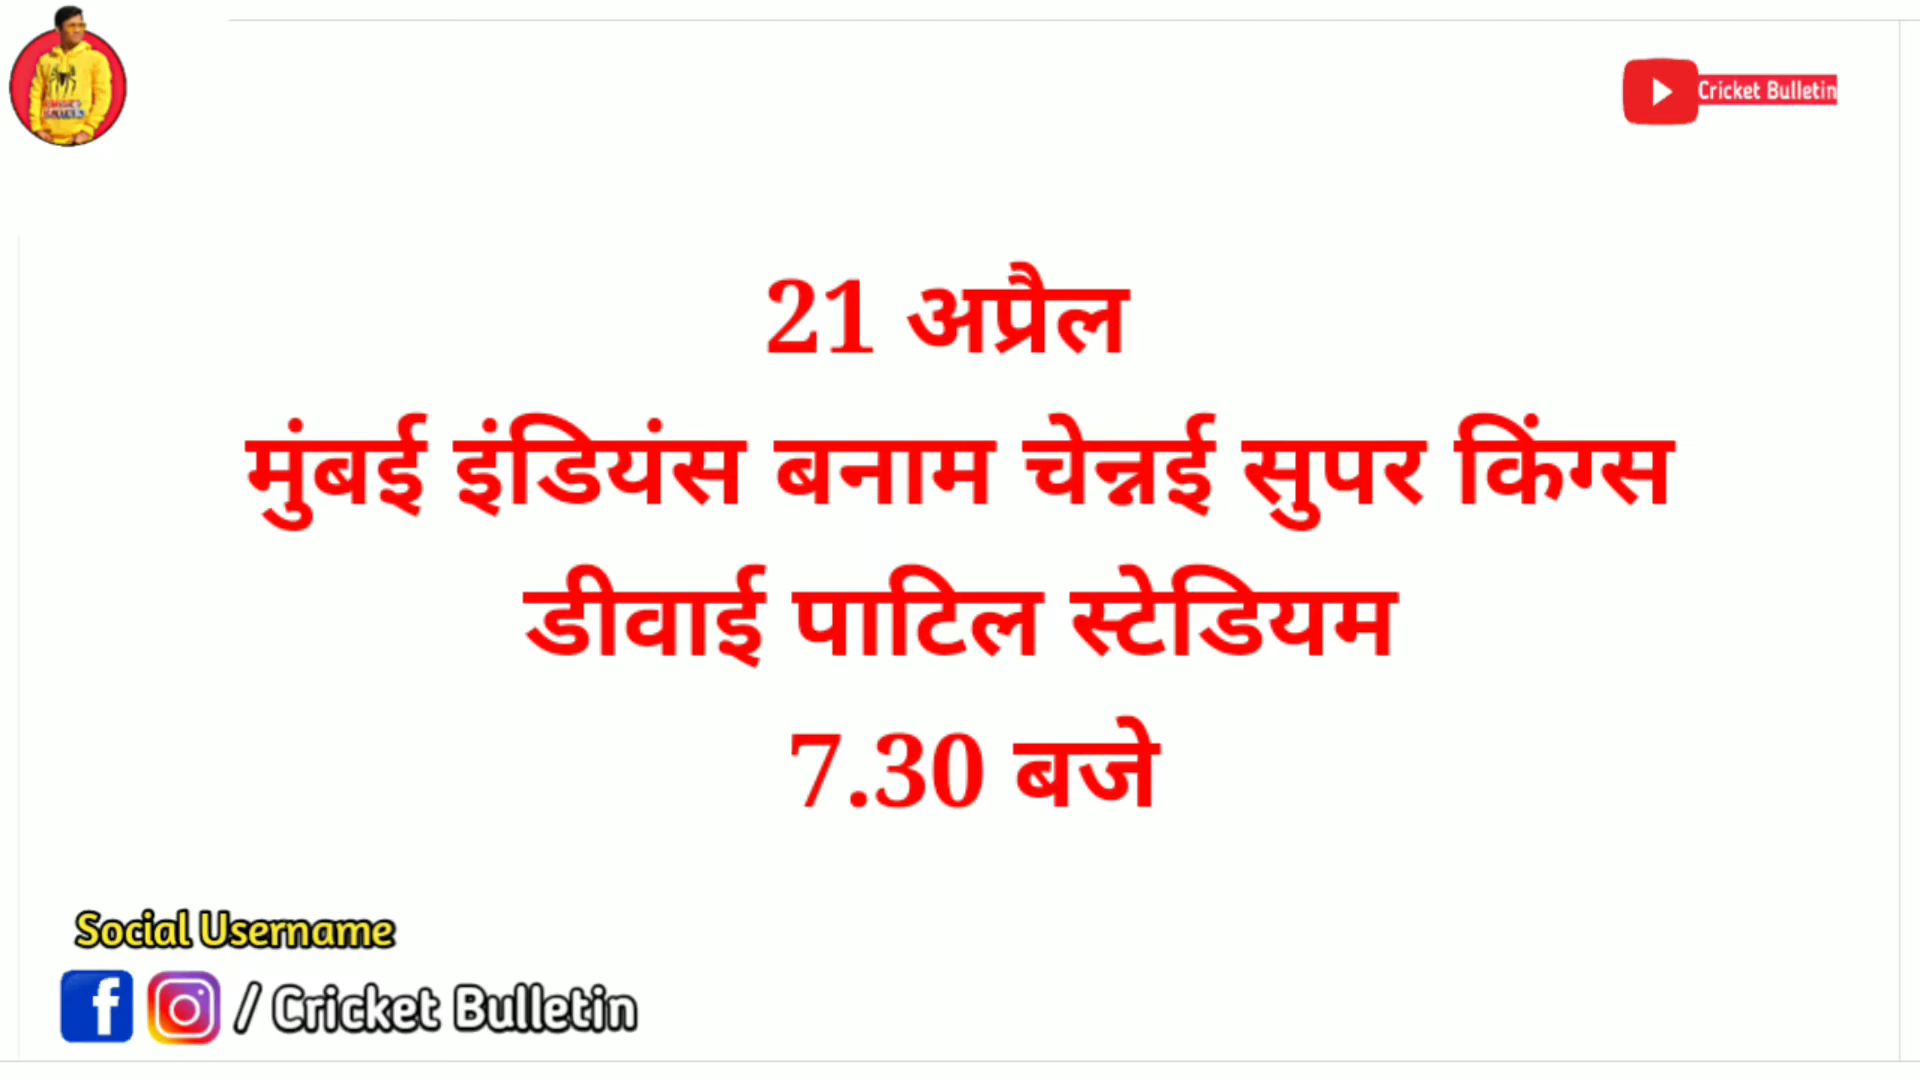 Cricket Bulletin
21 अप्रैल
मुंबई इंडियंस बनाम चेन्नई सुपर किंग्स
डीवाई पाटिल स्टेडियम
7.30 बजे
Social Username
/ Cricket Bulletin